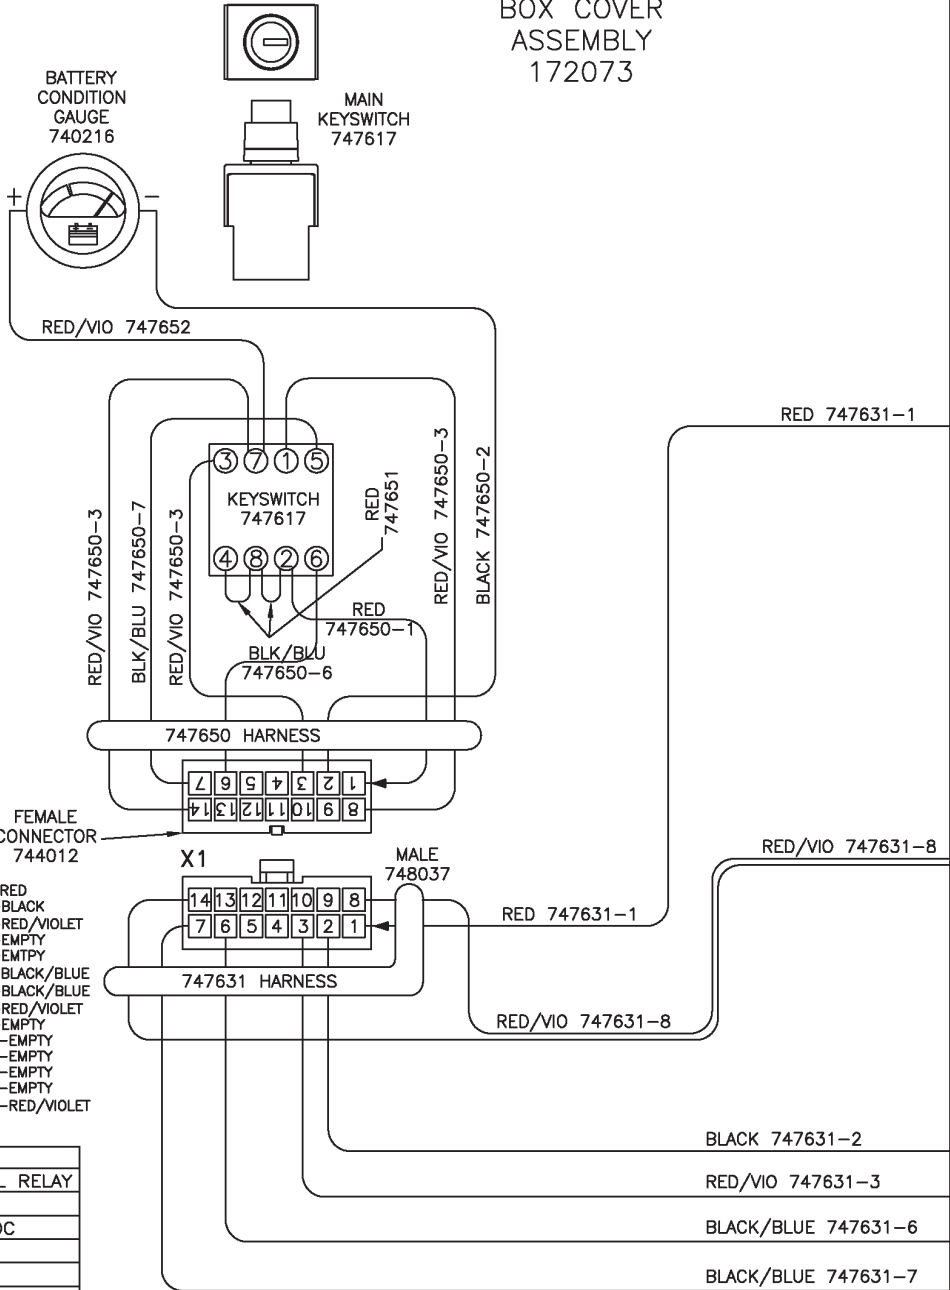 BOX COVER
ASSEMBLY
172073
BATTERY
CONDITION
GAUGE
740216
MAIN
KEYSWITCH
747617
+
−
RED/VIO 747652
RED 747631-1
3 7 1 5
KEYSWITCH
747617
4 8 2 6
RED/VIO 747650-3
BLK/BLU 747650-7
RED/VIO 747650-3
RED
747651
RED/VIO 747650-3
BLACK 747650-2
RED
747650-1
BLK/BLU
747650-6
747650 HARNESS
7 6 5 4 3 2 1
14 13 12 11 10 9 8
FEMALE
CONNECTOR
744012
X1
MALE
748037
RED/VIO 747631-8
14 13 12 11 10 9 8
7 6 5 4 3 2 1
RED 747631-1
747631 HARNESS
RED/VIO 747631-8
RED
BLACK
-RED/VIOLET
-EMPTY
-EMTPY
BLACK/BLUE
-BLACK/BLUE
RED/VIOLET
-EMPTY
-EMPTY
-EMPTY
-EMPTY
-EMPTY
-RED/VIOLET
RELAY
BLACK 747631-2
RED/VIO 747631-3
BLACK/BLUE 747631-6
BLACK/BLUE 747631-7